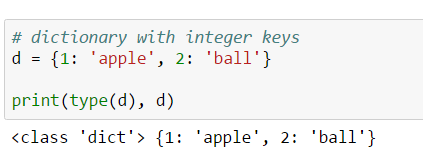 # dictionary with integer keys
d = {1: 'apple', 2: 'ball'}
print(type(d), d)
<class 'dict'> {1: 'apple', 2: 'ball'}